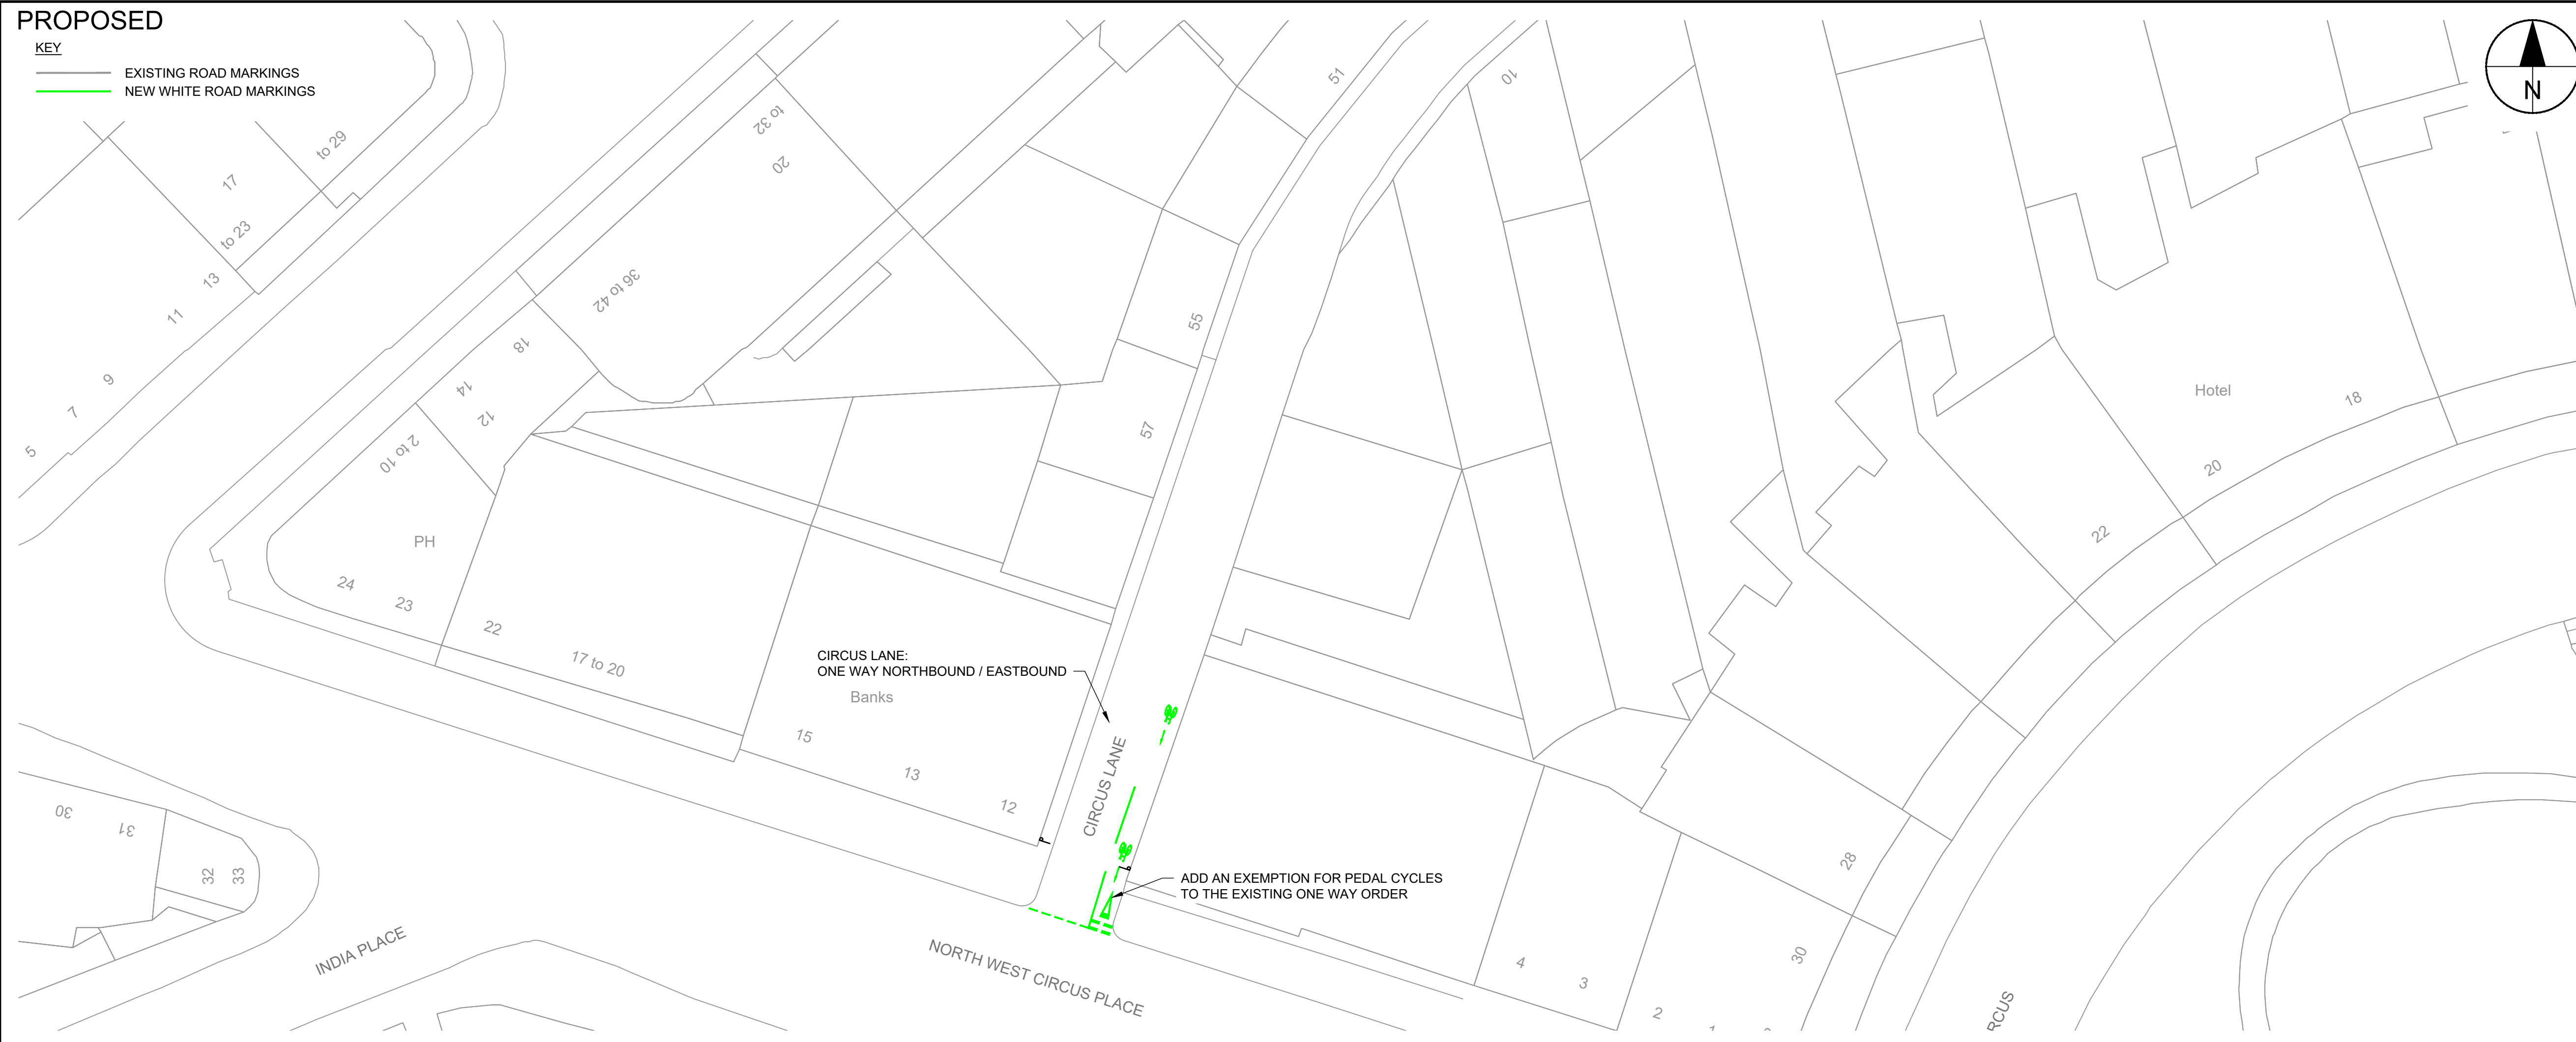 PROPOSED
KEY
EXISTING ROAD MARKINGS
NEW WHITE ROAD MARKINGS
N
51
10
to 32
20
to 29
17
to 23
13
11
9
7
5
36 to 42
18
14
12
2 to 10
PH
24
23
22
17 to 20
55
57
Hotel
18
20
22
CIRCUS LANE:
ONE WAY NORTHBOUND / EASTBOUND
Banks
15
13
12
CIRCUS LANE
ADD AN EXEMPTION FOR PEDAL CYCLES
TO THE EXISTING ONE WAY ORDER
30
31
32
33
INDIA PLACE
NORTH WEST CIRCUS PLACE
4
3
2
28
30
RCUS